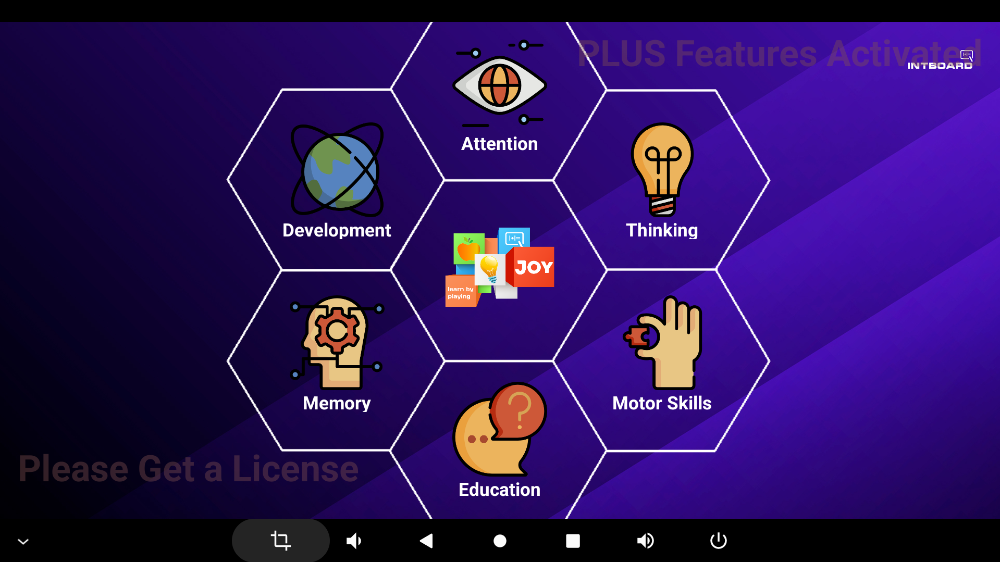 PLUS Features Activated
INTBOARD
Attention
Development
Thinking
JOY
learn by
playing
Memory
Motor Skills
Please Get a License
Education